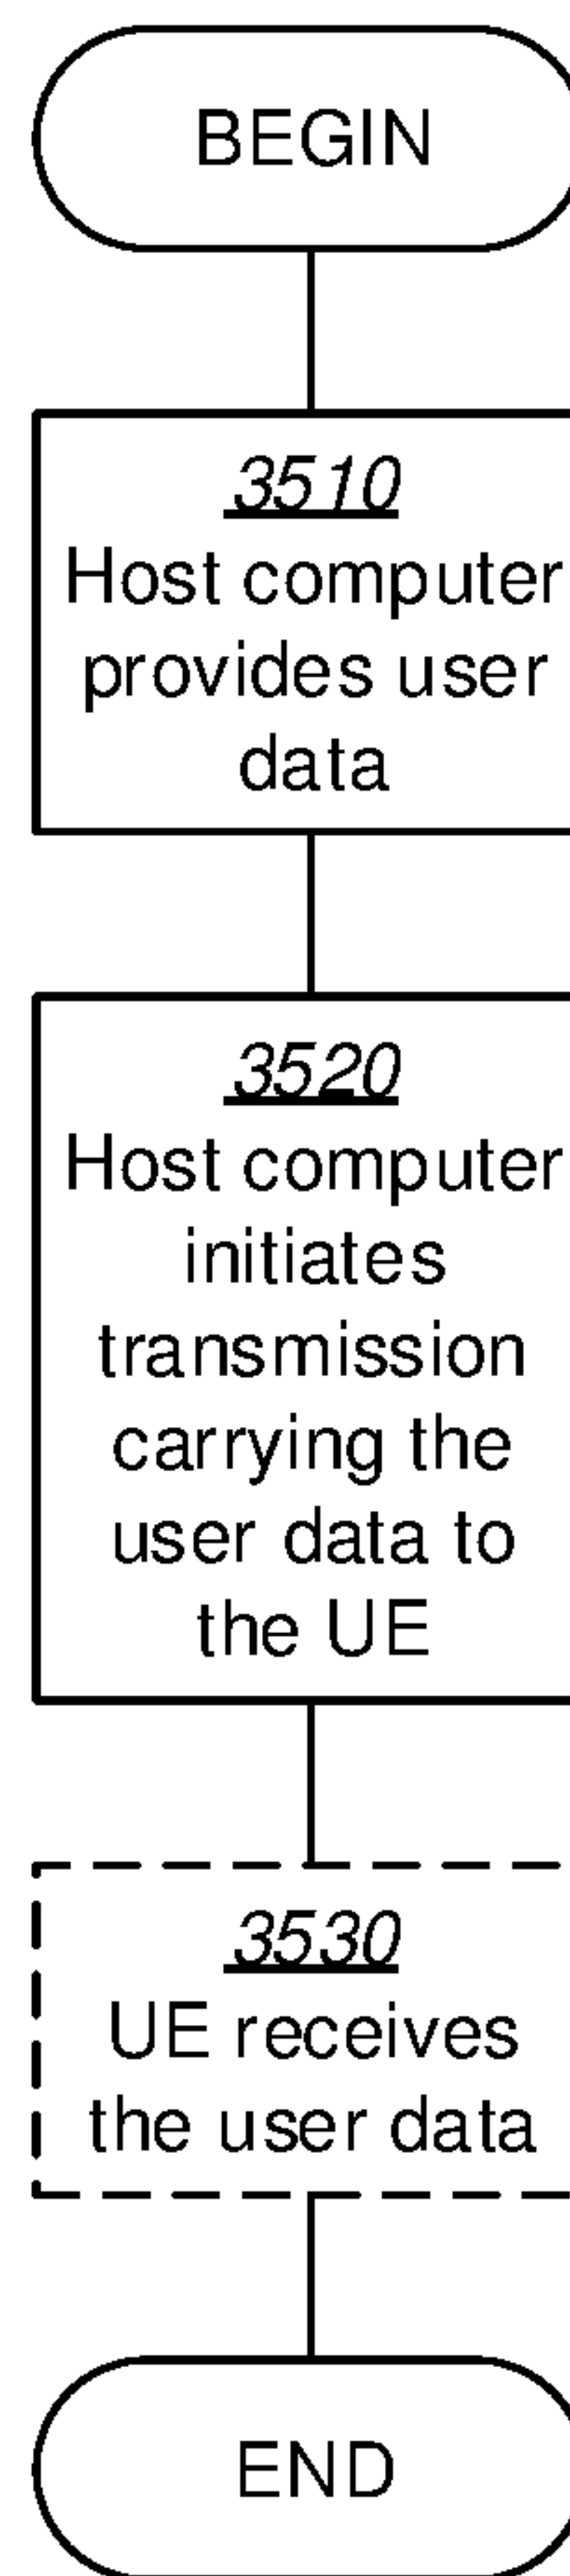 BEGIN
3510
Host computer
provides user
data
3520
Host computer
initiates
transmission
carrying the
user data to
the UE
3530
UE receives
the user data
END